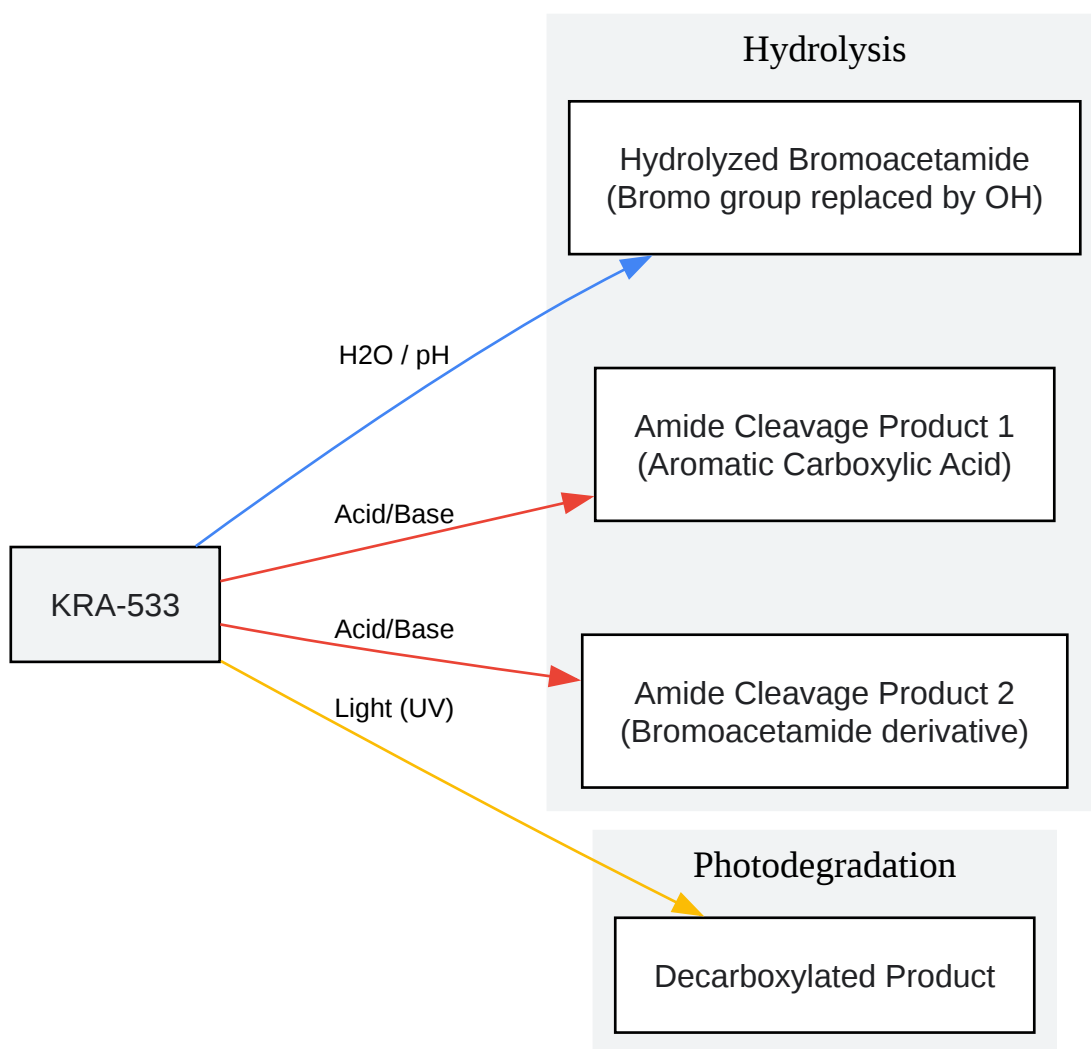 Hydrolysis
Hydrolyzed Bromoacetamide
(Bromo group replaced by OH)
H2O / pH
Amide Cleavage Product 1
(Aromatic Carboxylic Acid)
Acid/Base
KRA-533
Acid/Base
Amide Cleavage Product 2
(Bromoacetamide derivative)
Light (UV)
Photodegradation
Decarboxylated Product